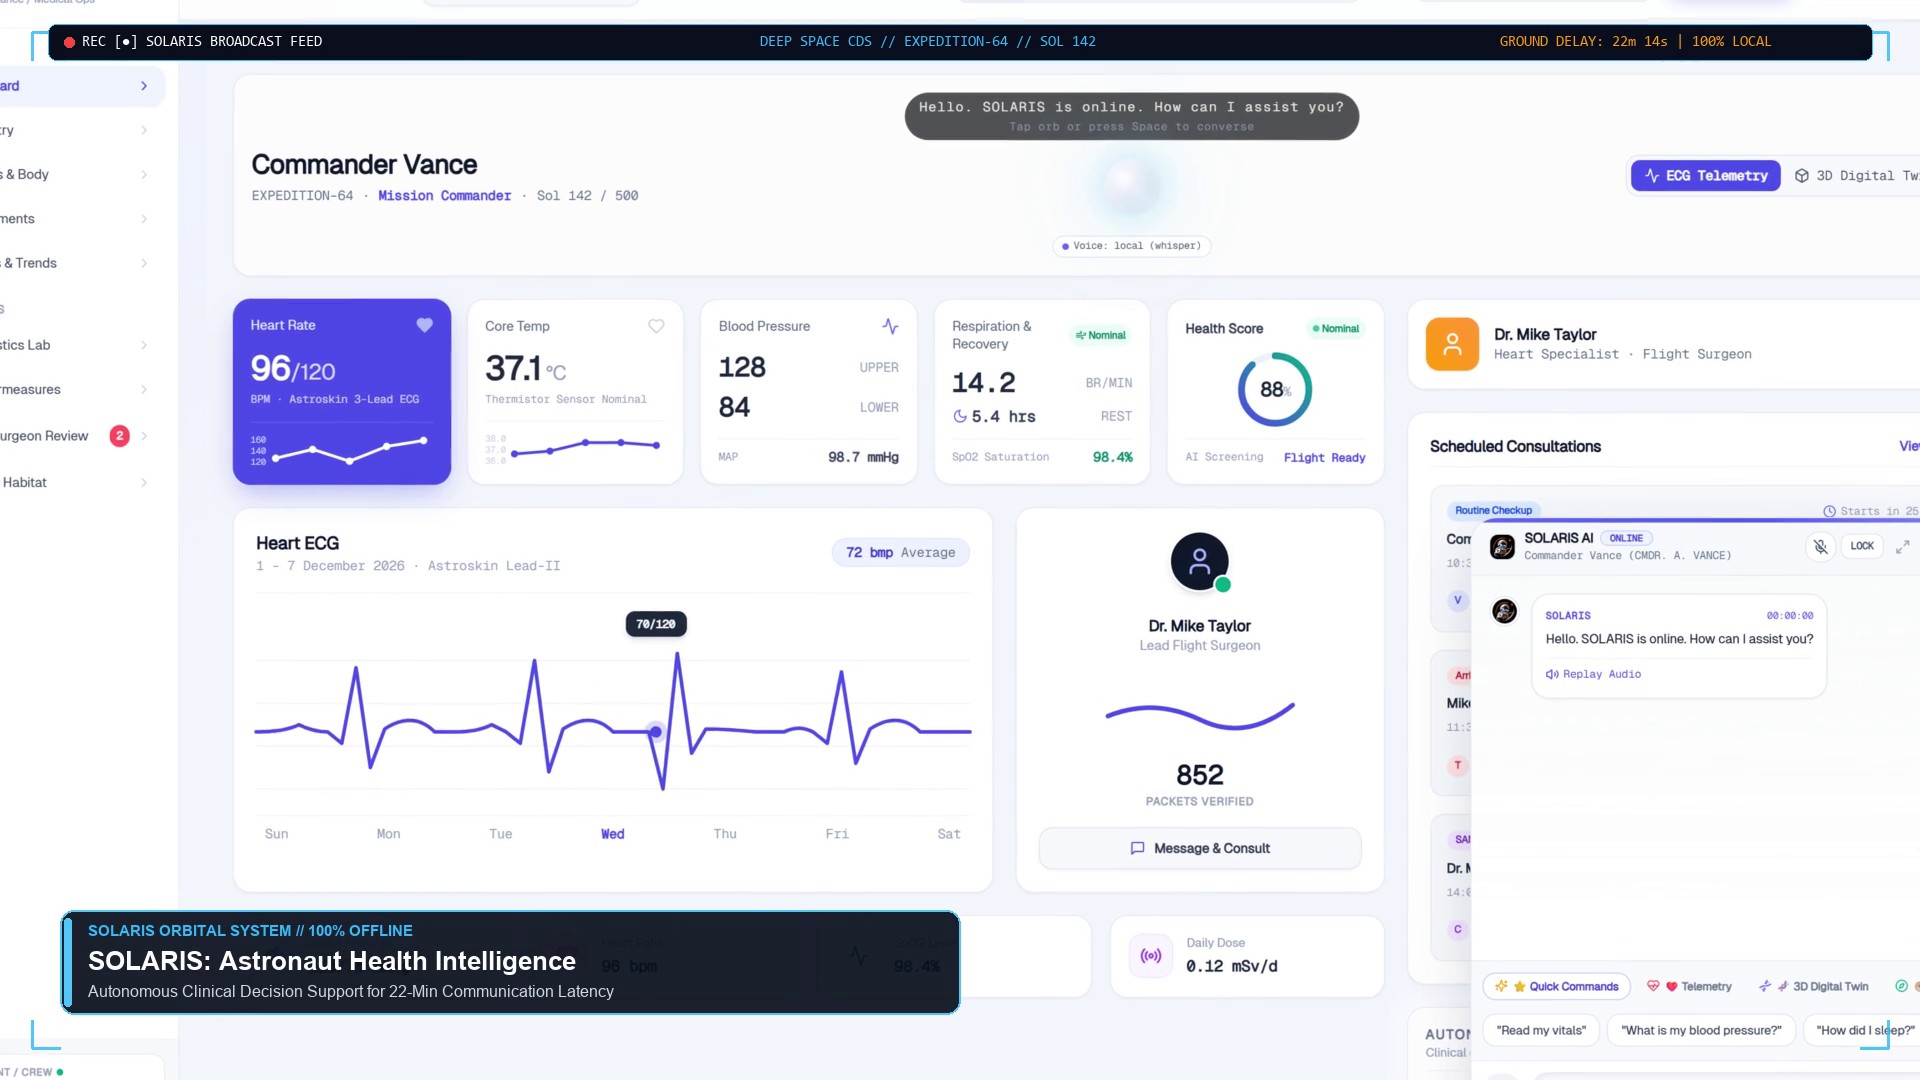 REC [●] SOLARIS BROADCAST FEED
DEEP SPACE CDS // EXPEDITION-64 // SOL 142
GROUND DELAY: 22m 14s | 100% LOCAL
Hello. SOLARIS is online. How can I assist you?
Tap orb or press Space to converse
Voice: local (whisper)
Commander Vance
EXPEDITION-64 · Mission Commander · Sol 142 / 500
ECG Telemetry
3D Digital
& Body
& Trends
Lab
Review
2
Habitat
/ CREW
Heart Rate
96/120
BPM · Astroskin 3-Lead ECG
160
140
120
Core Temp
37.1 °C
Thermistor Sensor Nominal
38.0
37.0
36.0
Blood Pressure
128 UPPER
84 LOWER
MAP 98.7 mmHg
Respiration & Recovery
Nominal
14.2 BR/MIN
5.4 hrs REST
SpO2 Saturation 98.4%
Health Score
Nominal
88%
AI Screening Flight Ready
Dr. Mike Taylor
Heart Specialist · Flight Surgeon
Heart ECG
1 - 7 December 2026 · Astroskin Lead-II
72 bmp Average
70/120
Sun Mon Tue Wed Thu Fri Sat
Dr. Mike Taylor
Lead Flight Surgeon
852
PACKETS VERIFIED
Message & Consult
Scheduled Consultations
Routine Checkup
Starts in 25
V
T
C
SOLARIS AI ONLINE
Commander Vance (CMDR. A. VANCE)
LOCK
SOLARIS 00:00:00
Hello. SOLARIS is online. How can I assist you?
Replay Audio
Quick Commands
Telemetry
3D Digital Twin
"Read my vitals"
"What is my blood pressure?"
"How did I sleep?"
SOLARIS ORBITAL SYSTEM // 100% OFFLINE
SOLARIS: Astronaut Health Intelligence
Autonomous Clinical Decision Support for 22-Min Communication Latency
96 bpm
98.4%
Daily Dose
0.12 mSv/d
Clinical